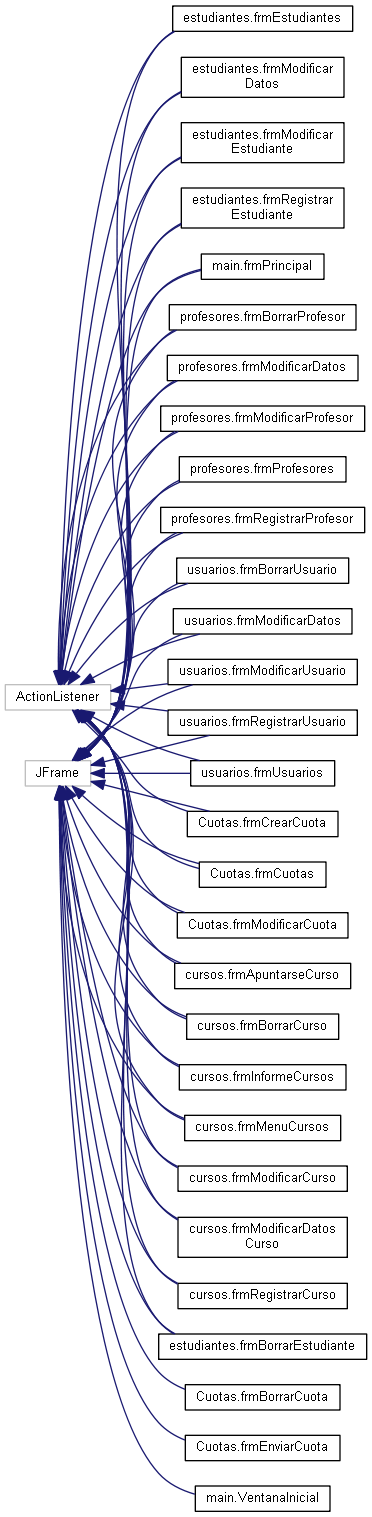 estudiantes.frmEstudiantes
estudiantes.frmModificar
Datos
estudiantes.frmModificar
Estudiante
estudiantes.frmRegistrar
Estudiante
main.frmPrincipal
profesores.frmBorrarProfesor
profesores.frmModificarDatos
profesores.frmModificarProfesor
profesores.frmProfesores
profesores.frmRegistrarProfesor
usuarios.frmBorrarUsuario
usuarios.frmModificarDatos
usuarios.frmModificarUsuario
ActionListener
usuarios.frmRegistrarUsuario
JFrame
usuarios.frmUsuarios
Cuotas.frmCrearCuota
Cuotas.frmCuotas
Cuotas.frmModificarCuota
cursos.frmApuntarseCurso
cursos.frmBorrarCurso
cursos.frmInformeCursos
cursos.frmMenuCursos
cursos.frmModificarCurso
cursos.frmModificarDatos
Curso
cursos.frmRegistrarCurso
estudiantes.frmBorrarEstudiante
Cuotas.frmBorrarCuota
Cuotas.frmEnviarCuota
main.VentanaInicial